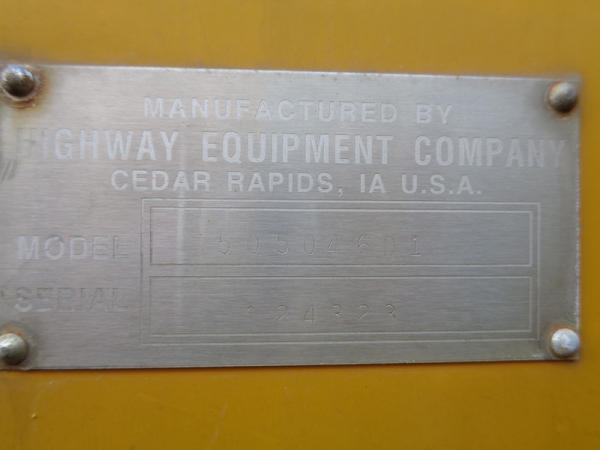 MANUFACTURED BY
HIGHWAY EQUIPMENT COMPANY
CEDAR RAPIDS, IA U.S.A.
MODEL
SERIAL